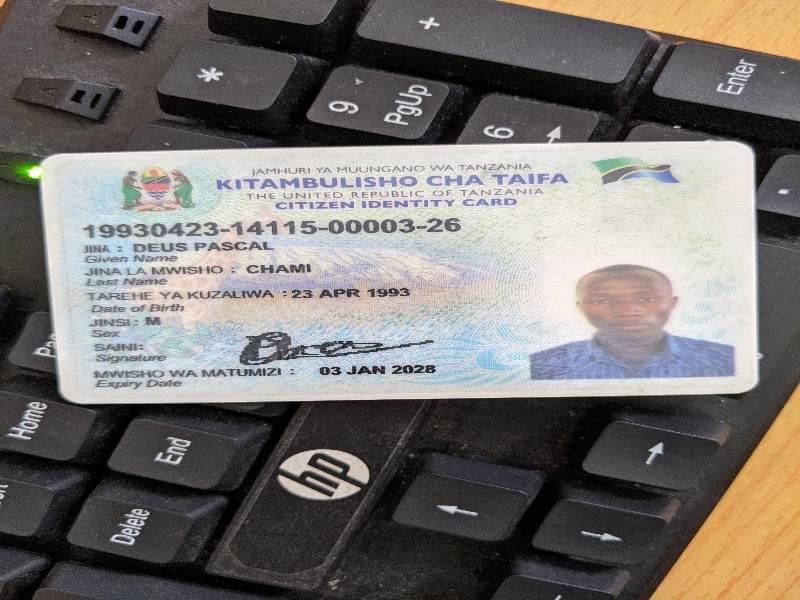 +
*
9
PgUp
6
Enter
JAMHURI YA MUUNGANO WA TANZANIA
KITAMBULISHO CHA TAIFA
THE UNITED REPUBLIC OF TANZANIA
CITIZEN IDENTITY CARD
19930423-14115-00003-26
JINA : DEUS PASCAL
Given Name
JINA LA MWISHO : CHAMI
Last Name
TAREHE YA KUZALIWA : 23 APR 1993
Date of Birth
JINSI : M
Sex
SAINI:
Signature
MWISHO WA MATUMIZI : 03 JAN 2028
Expiry Date
Home
End
Delete
hp